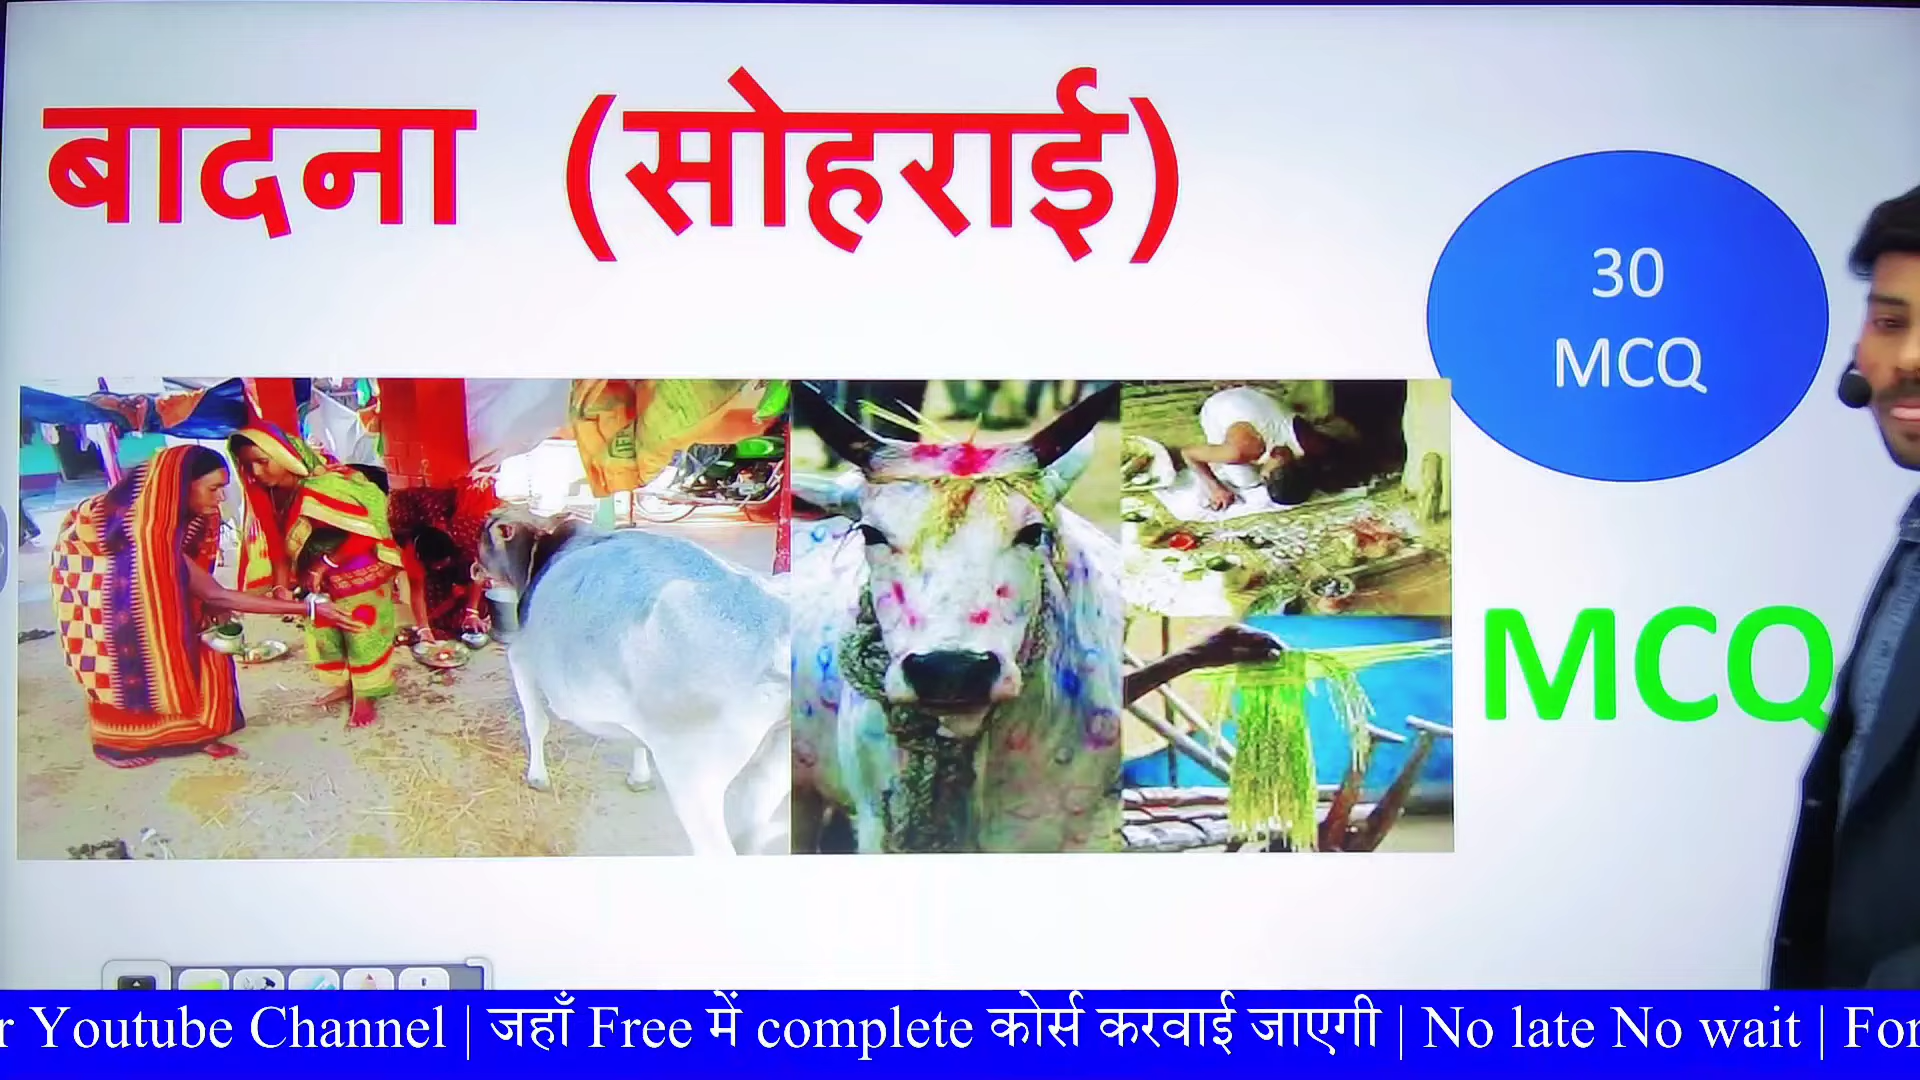 बादना (सोहराई)
30
MCQ
MCQ
r Youtube Channel | जहाँ Free में complete कोर्स करवाई जाएगी | No late No wait | For